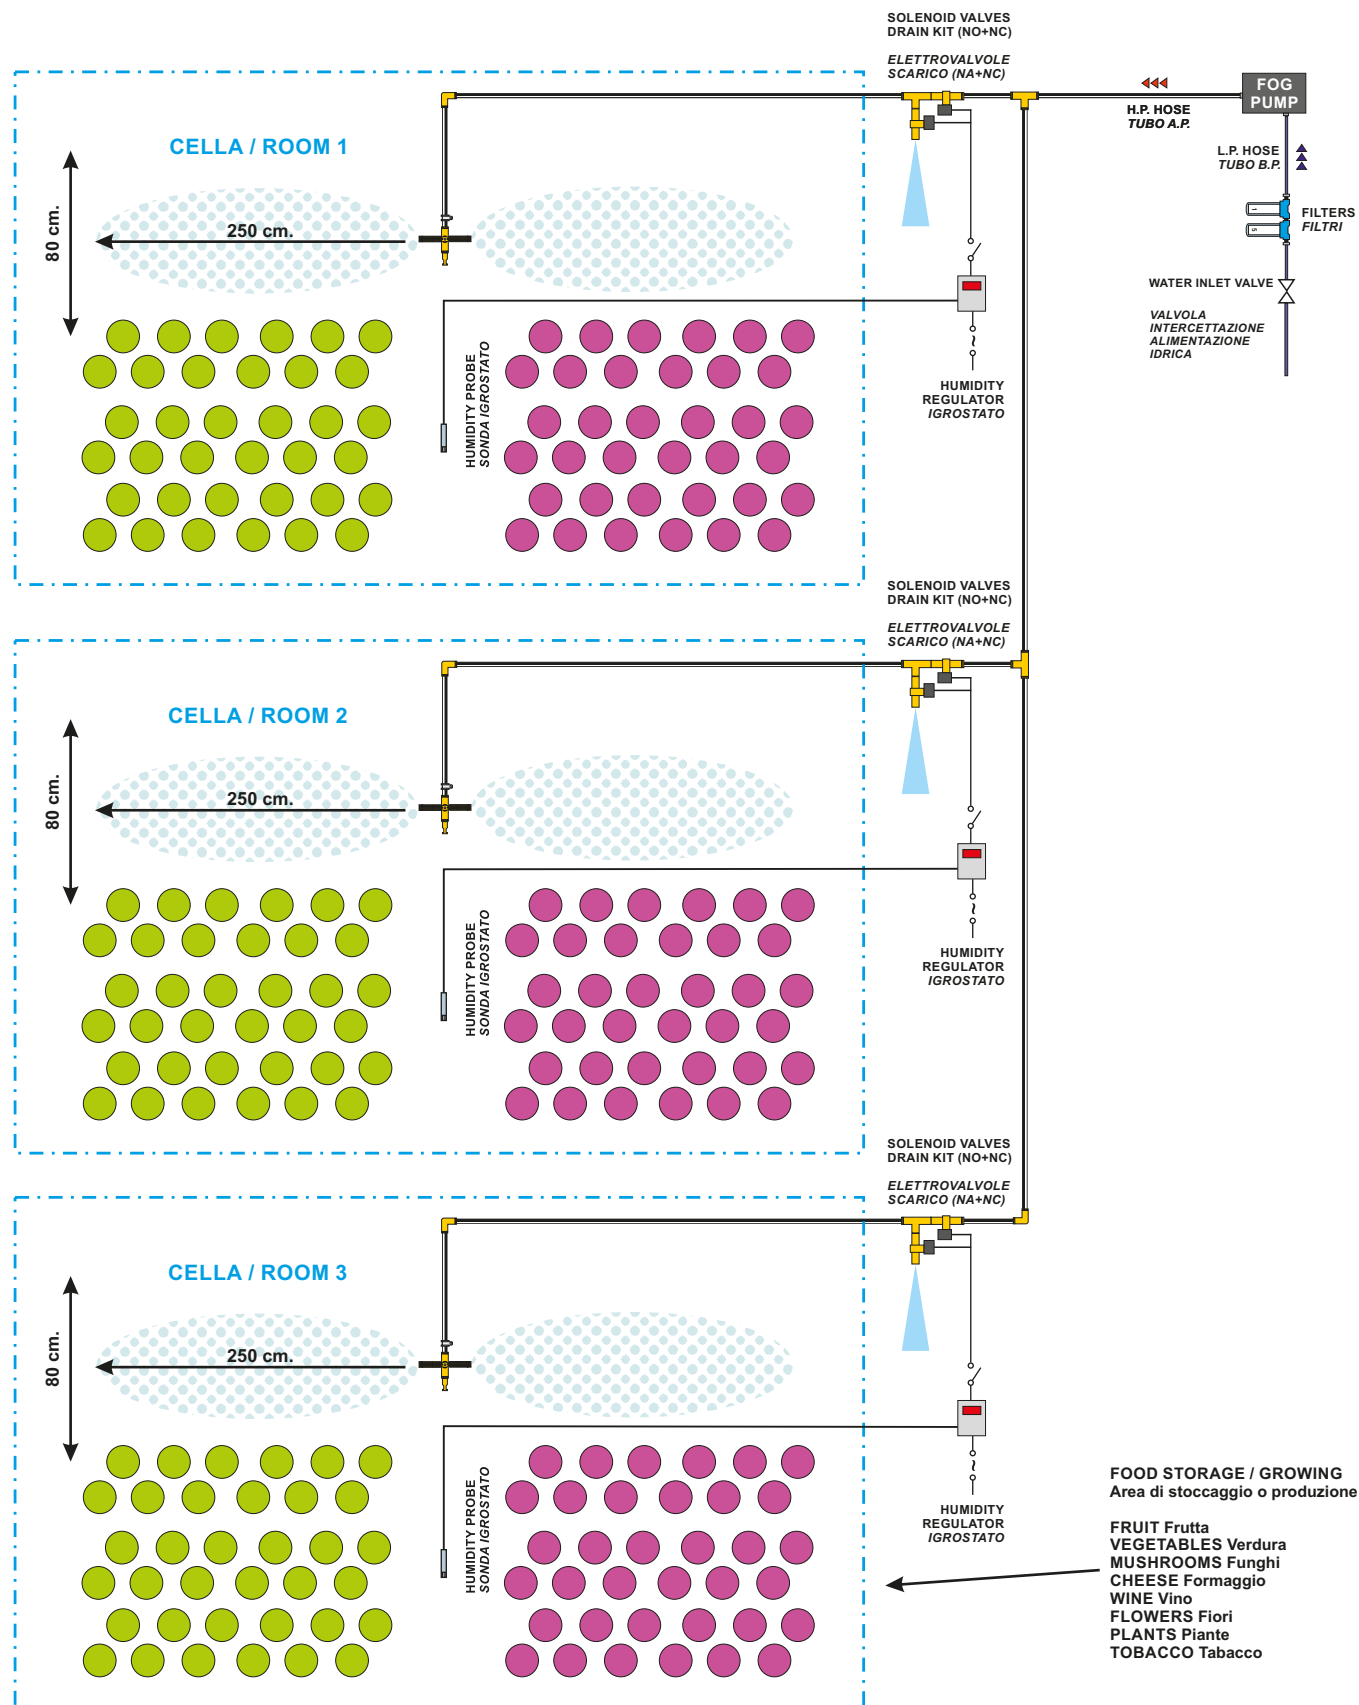 SOLENOID VALVES
DRAIN KIT (NO+NC)
ELETTROVALVOLE
SCARICO (NA+NC)
FOG
PUMP
H.P. HOSE
TUBO A.P.
L.P. HOSE
TUBO B.P.
1
5
FILTERS
FILTRI
WATER INLET VALVE
VALVOLA
INTERCETTAZIONE
ALIMENTAZIONE
IDRICA
CELLA / ROOM 1
80 cm.
250 cm.
HUMIDITY PROBE
SONDA IGROSTATO
~
HUMIDITY
REGULATOR
IGROSTATO
SOLENOID VALVES
DRAIN KIT (NO+NC)
ELETTROVALVOLE
SCARICO (NA+NC)
CELLA / ROOM 2
80 cm.
250 cm.
HUMIDITY PROBE
SONDA IGROSTATO
~
HUMIDITY
REGULATOR
IGROSTATO
SOLENOID VALVES
DRAIN KIT (NO+NC)
ELETTROVALVOLE
SCARICO (NA+NC)
CELLA / ROOM 3
80 cm.
250 cm.
HUMIDITY PROBE
SONDA IGROSTATO
~
HUMIDITY
REGULATOR
IGROSTATO
FOOD STORAGE / GROWING
Area di stoccaggio o produzione
FRUIT Frutta
VEGETABLES Verdura
MUSHROOMS Funghi
CHEESE Formaggio
WINE Vino
FLOWERS Fiori
PLANTS Piante
TOBACCO Tabacco